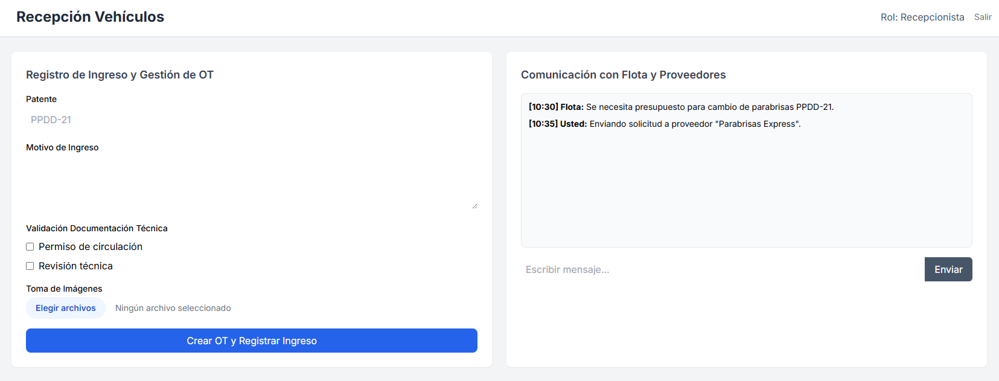 Recepción Vehículos
Rol: Recepcionista
Salir
Registro de Ingreso y Gestión de OT
Patente
PPDD-21
Motivo de Ingreso
Validación Documentación Técnica
Permiso de circulación
Revisión técnica
Toma de Imágenes
Elegir archivos
Ningún archivo seleccionado
Crear OT y Registrar Ingreso
Comunicación con Flota y Proveedores
[10:30] Flota: Se necesita presupuesto para cambio de parabrisas PPDD-21.
[10:35] Usted: Enviando solicitud a proveedor "Parabrisas Express".
Escribir mensaje...
Enviar